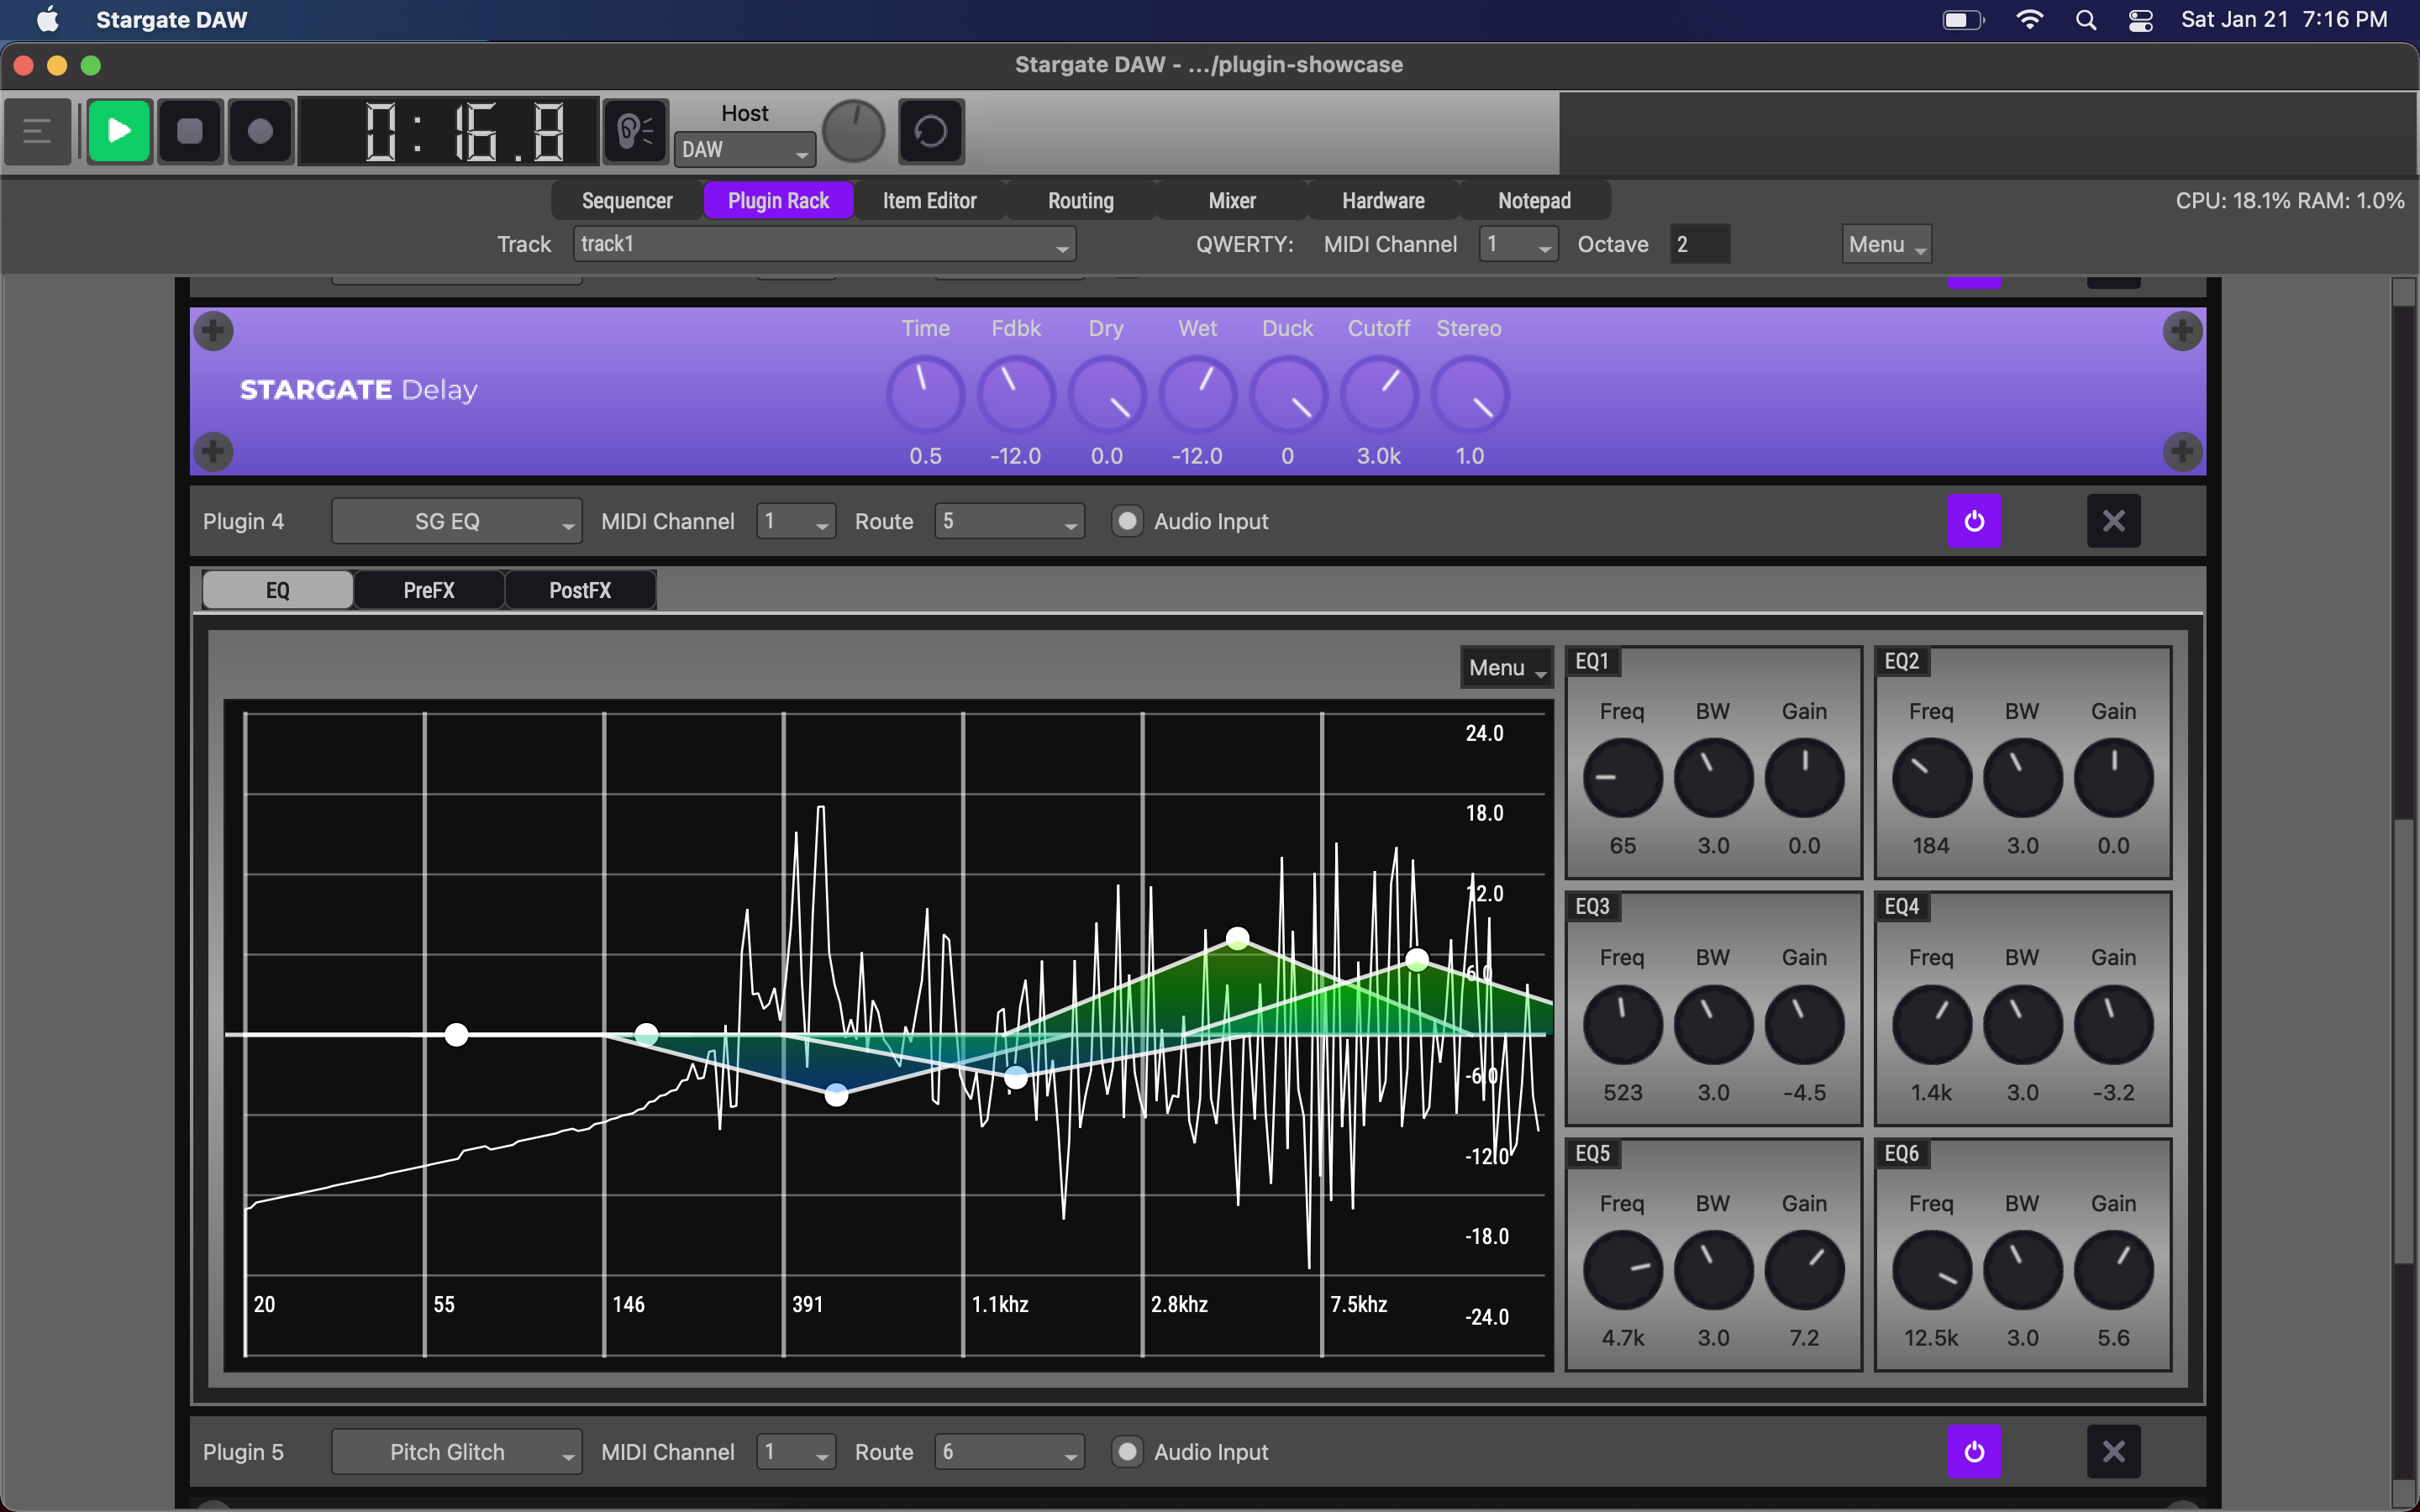 Stargate DAW
Sat Jan 21 7:16 PM
Stargate DAW - .../plugin-showcase
0:16.8
Host
DAW
Sequencer
Plugin Rack
Item Editor
Routing
Mixer
Hardware
Notepad
CPU: 18.1% RAM: 1.0%
Track
track1
QWERTY:
MIDI Channel
1
Octave
2
Menu
STARGATE Delay
Time Fdbk Dry Wet Duck Cutoff Stereo
0.5 -12.0 0.0 -12.0 0 3.0k 1.0
Plugin 4
SG EQ
MIDI Channel
1
Route
5
Audio Input
EQ
PreFX
PostFX
Menu
24.0
18.0
12.0
6.0
-6.0
-12.0
-18.0
-24.0
20 55 146 391 1.1khz 2.8khz 7.5khz
EQ1
Freq BW Gain
65 3.0 0.0
EQ2
Freq BW Gain
184 3.0 0.0
EQ3
Freq BW Gain
523 3.0 -4.5
EQ4
Freq BW Gain
1.4k 3.0 -3.2
EQ5
Freq BW Gain
4.7k 3.0 7.2
EQ6
Freq BW Gain
12.5k 3.0 5.6
Plugin 5
Pitch Glitch
MIDI Channel
1
Route
6
Audio Input